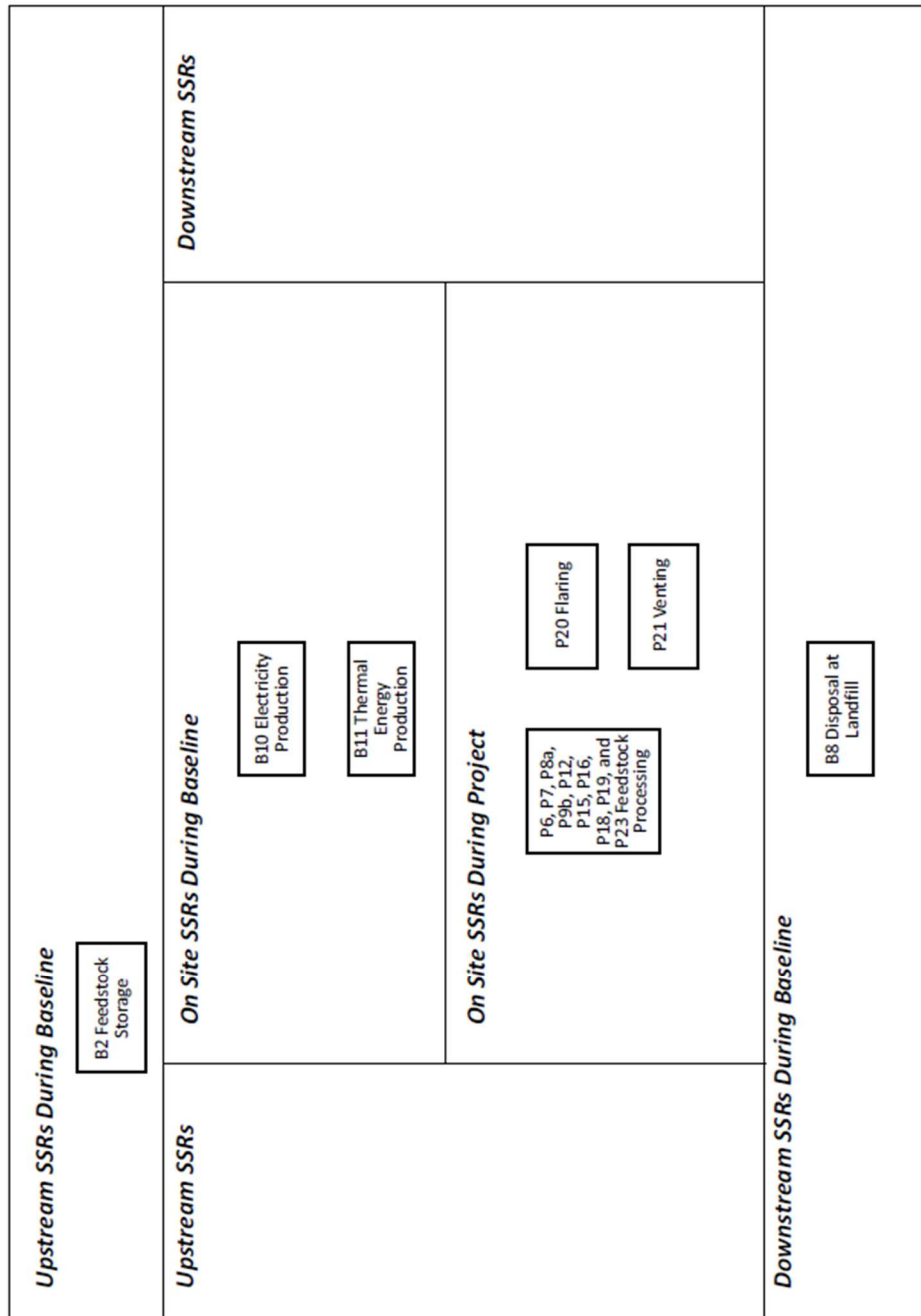 Upstream SSRs During Baseline
B2 Feedstock
Storage
Upstream SSRs
On Site SSRs During Baseline
B10 Electricity
Production
B11 Thermal
Energy
Production
Downstream SSRs
On Site SSRs During Project
P6, P7, P8a,
P9b, P12,
P15, P16,
P18, P19, and
P23 Feedstock
Processing
P20 Flaring
P21 Venting
Downstream SSRs During Baseline
B8 Disposal at
Landfill